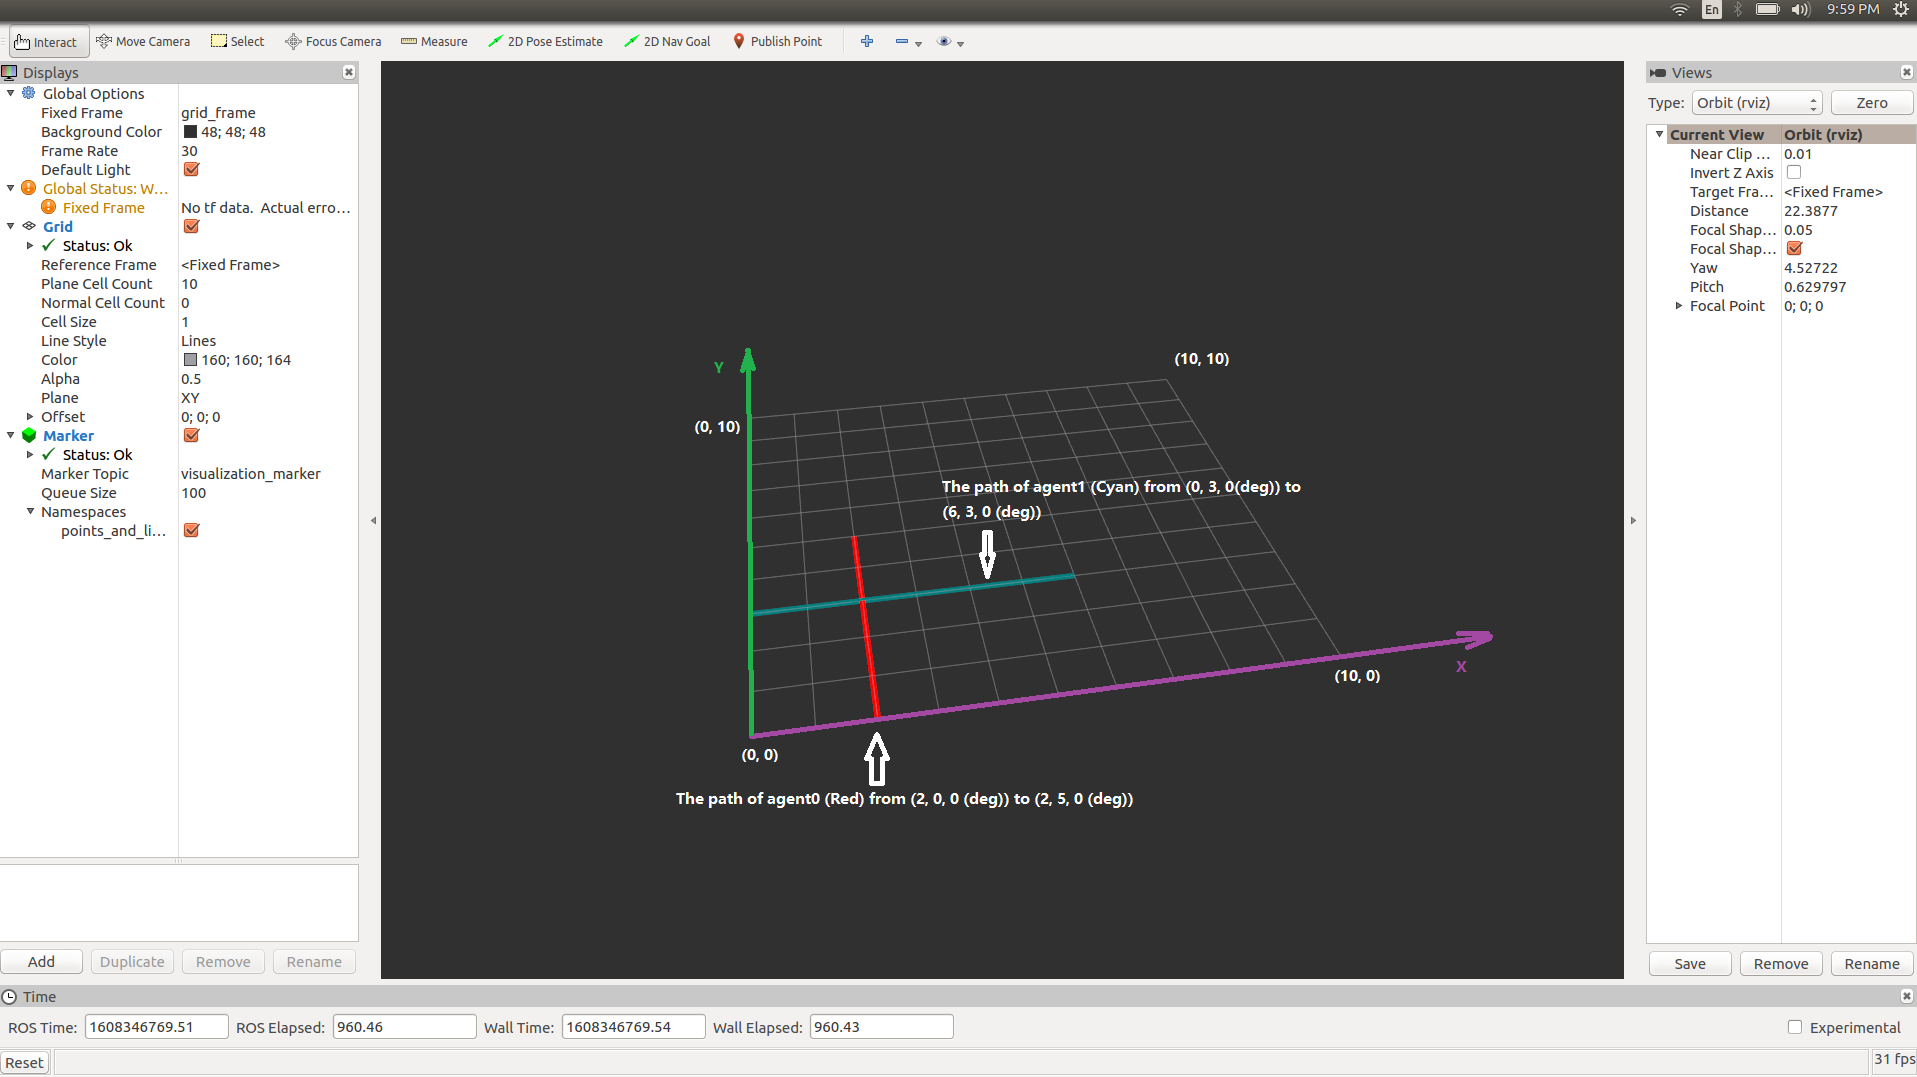 En 9:59 PM
Interact Move Camera Select Focus Camera Measure 2D Pose Estimate 2D Nav Goal Publish Point
Displays
Global Options
Fixed Frame grid_frame
Background Color 48; 48; 48
Frame Rate 30
Default Light
Global Status: W...
Fixed Frame No tf data. Actual erro...
Grid
Status: Ok
Reference Frame <Fixed Frame>
Plane Cell Count 10
Normal Cell Count 0
Cell Size 1
Line Style Lines
Color 160; 160; 164
Alpha 0.5
Plane XY
Offset 0; 0; 0
Marker
Status: Ok
Marker Topic visualization_marker
Queue Size 100
Namespaces
points_and_li...
Add Duplicate Remove Rename
(10, 10)
Y
(0, 10)
The path of agent1 (Cyan) from (0, 3, 0(deg)) to
(6, 3, 0 (deg))
X
(10, 0)
(0, 0)
The path of agent0 (Red) from (2, 0, 0 (deg)) to (2, 5, 0 (deg))
Views
Type: Orbit (rviz) Zero
Current View Orbit (rviz)
Near Clip ... 0.01
Invert Z Axis
Target Fra... <Fixed Frame>
Distance 22.3877
Focal Shap... 0.05
Focal Shap...
Yaw 4.52722
Pitch 0.629797
Focal Point 0; 0; 0
Save Remove Rename
Time
ROS Time: 1608346769.51 ROS Elapsed: 960.46 Wall Time: 1608346769.54 Wall Elapsed: 960.43 Experimental
Reset 31 fps